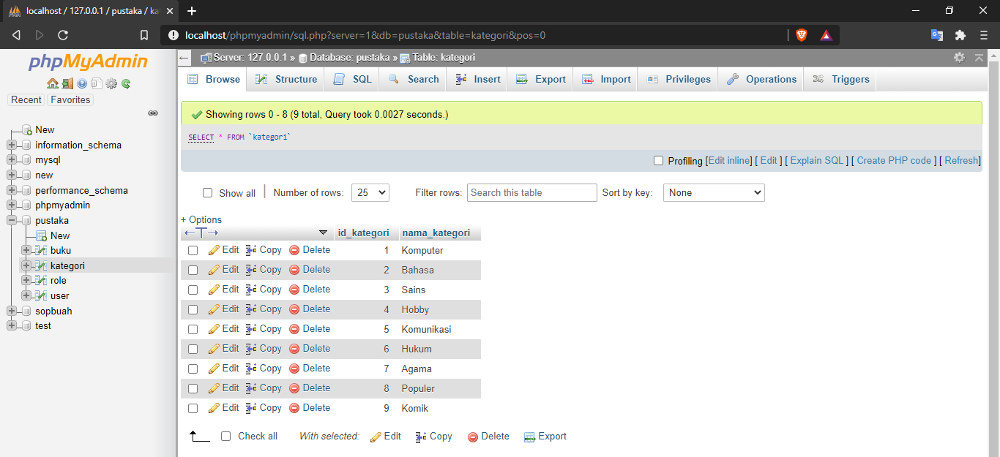 localhost / 127.0.0.1 / pustaka / ka
localhost/phpmyadmin/sql.php?server=1&db=pustaka&table=kategori&pos=0
phpMyAdmin
Recent Favorites
New
information_schema
mysql
new
performance_schema
phpmyadmin
pustaka
New
buku
kategori
role
user
sopbuah
test
Server: 127.0.0.1 » Database: pustaka » Table: kategori
Browse Structure SQL Search Insert Export Import Privileges Operations Triggers
Showing rows 0 - 8 (9 total, Query took 0.0027 seconds.)
SELECT * FROM `kategori`
Profiling [Edit inline] [ Edit ] [ Explain SQL ] [ Create PHP code ] [ Refresh]
Show all Number of rows: 25 Filter rows: Search this table Sort by key: None
+ Options
id_kategori nama_kategori
Edit Copy Delete 1 Komputer
Edit Copy Delete 2 Bahasa
Edit Copy Delete 3 Sains
Edit Copy Delete 4 Hobby
Edit Copy Delete 5 Komunikasi
Edit Copy Delete 6 Hukum
Edit Copy Delete 7 Agama
Edit Copy Delete 8 Populer
Edit Copy Delete 9 Komik
Check all With selected: Edit Copy Delete Export